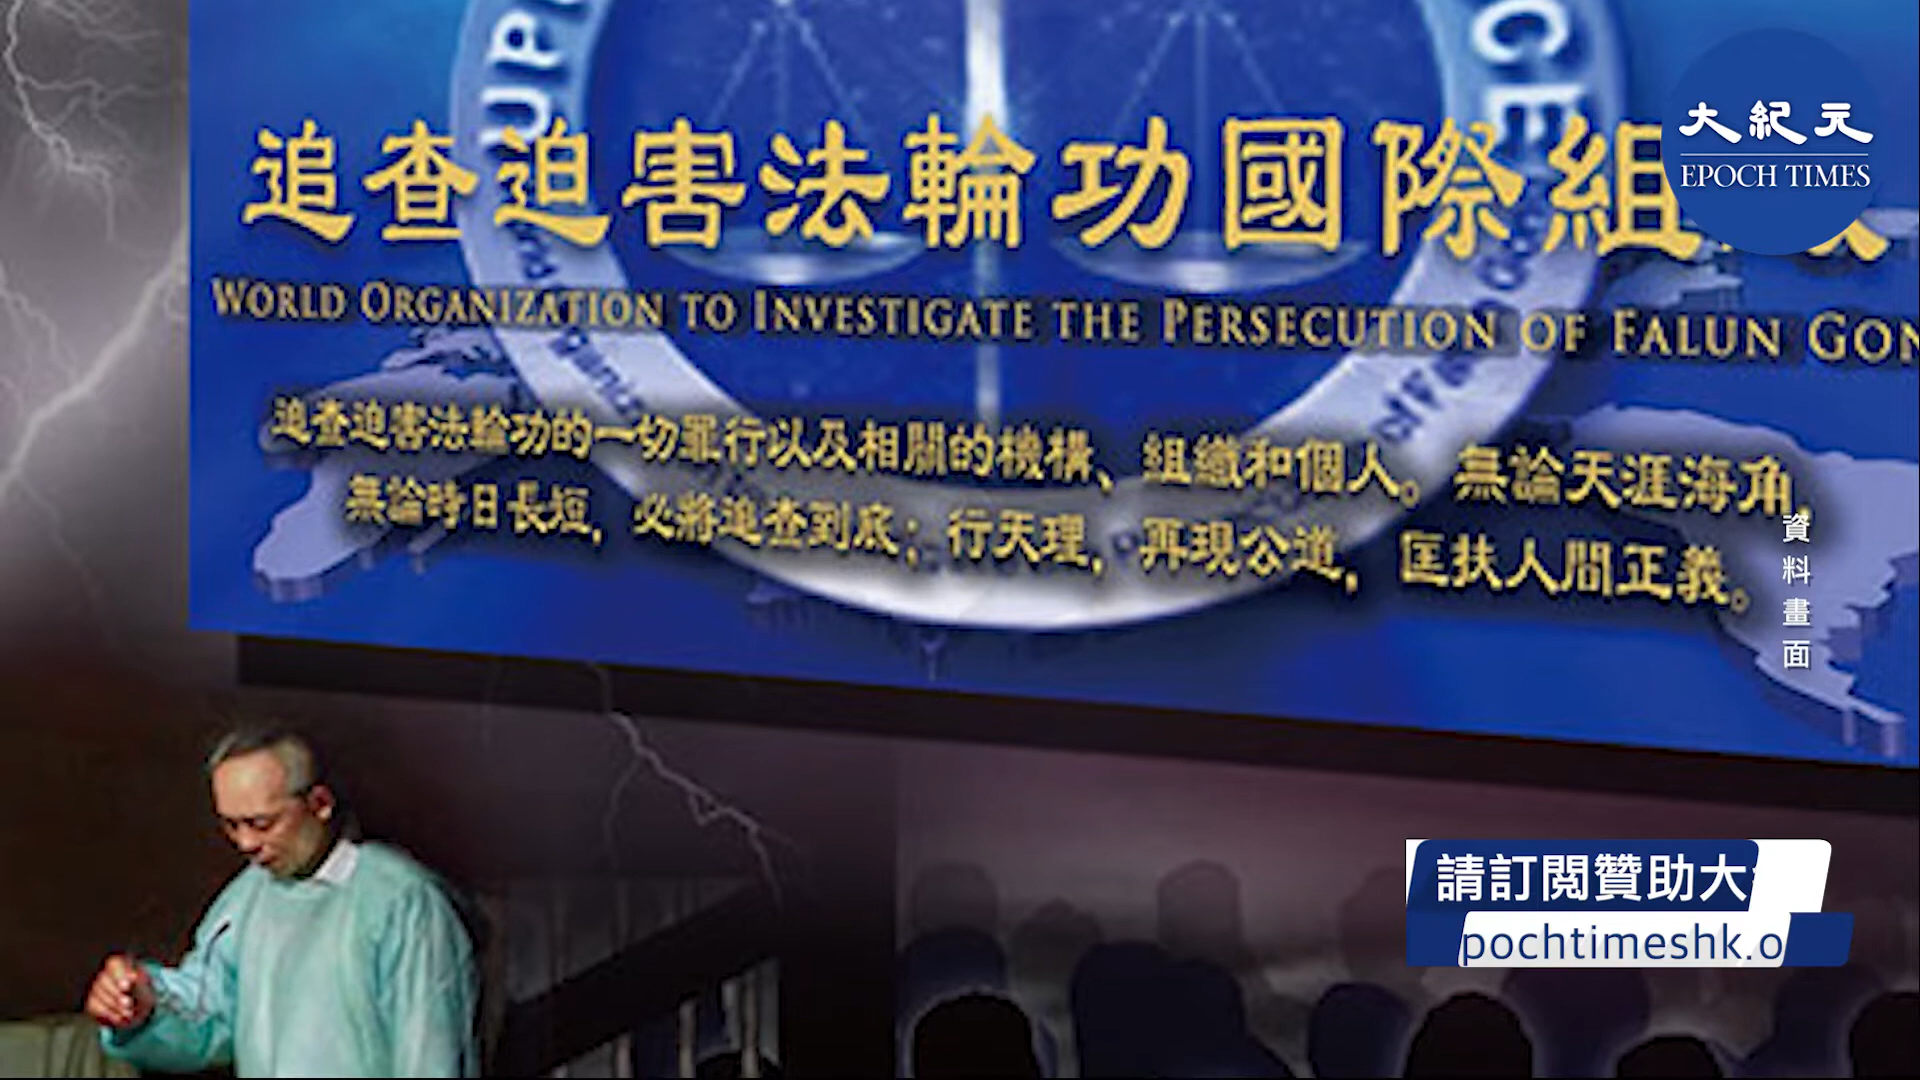 大紀元
EPOCH TIMES
追查迫害法輪功國際組
WORLD ORGANIZATION TO INVESTIGATE THE PERSECUTION OF FALUN GON
追查迫害法輪功的一切罪行以及相關的機構、組織和個人。無論天涯海角，
無論時日長短，必將追查到底；行天理，再現公道，匡扶人間正義。
資料畫面
請訂閱贊助大
pochtimeshk.o